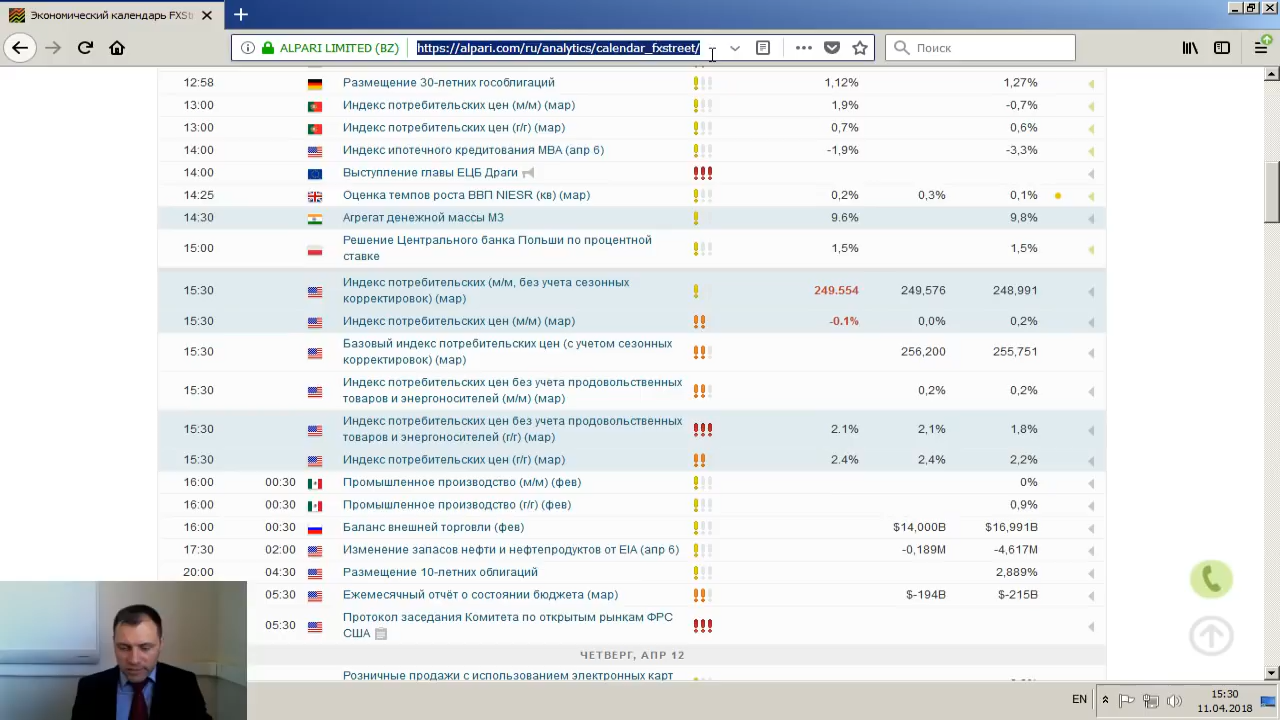 Экономический календарь FXSt
ALPARI LIMITED (BZ)
https://alpari.com/ru/analytics/calendar_fxstreet/
Поиск
12:58 Размещение 30-летних гособлигаций 1,12% 1,27%
13:00 Индекс потребительских цен (м/м) (мар) 1,9% -0,7%
13:00 Индекс потребительских цен (г/г) (мар) 0,7% 0,6%
14:00 Индекс ипотечного кредитования MBA (апр 6) -1,9% -3,3%
14:00 Выступление главы ЕЦБ Драги
14:25 Оценка темпов роста ВВП NIESR (кв) (мар) 0,2% 0,3% 0,1%
14:30 Агрегат денежной массы М3 9.6% 9,8%
15:00 Решение Центрального банка Польши по процентной
ставке 1,5% 1,5%
15:30 Индекс потребительских (м/м, без учета сезонных
корректировок) (мар) 249.554 249,576 248,991
15:30 Индекс потребительских цен (м/м) (мар) -0.1% 0,0% 0,2%
Базовый индекс потребительских цен (с учетом сезонных
15:30 корректировок) (мар) 256,200 255,751
Индекс потребительских цен без учета продовольственных
15:30 товаров и энергоносителей (м/м) (мар) 0,2% 0,2%
Индекс потребительских цен без учета продовольственных
15:30 товаров и энергоносителей (г/г) (мар) 2.1% 2,1% 1,8%
15:30 Индекс потребительских цен (г/г) (мар) 2.4% 2,4% 2,2%
16:00 00:30 Промышленное производство (м/м) (фев) 0%
16:00 00:30 Промышленное производство (г/г) (фев) 0,9%
16:00 00:30 Баланс внешней торговли (фев) $14,000B $16,991B
17:30 02:00 Изменение запасов нефти и нефтепродуктов от EIA (апр 6) -0,189M -4,617M
20:00 04:30 Размещение 10-летних облигаций 2,889%
05:30 Ежемесячный отчёт о состоянии бюджета (мар) $-194B $-215B
05:30 Протокол заседания Комитета по открытым рынкам ФРС
США
ЧЕТВЕРГ, АПР 12
Розничные продажи с использованием электронных карт
EN
15:30
11.04.2018